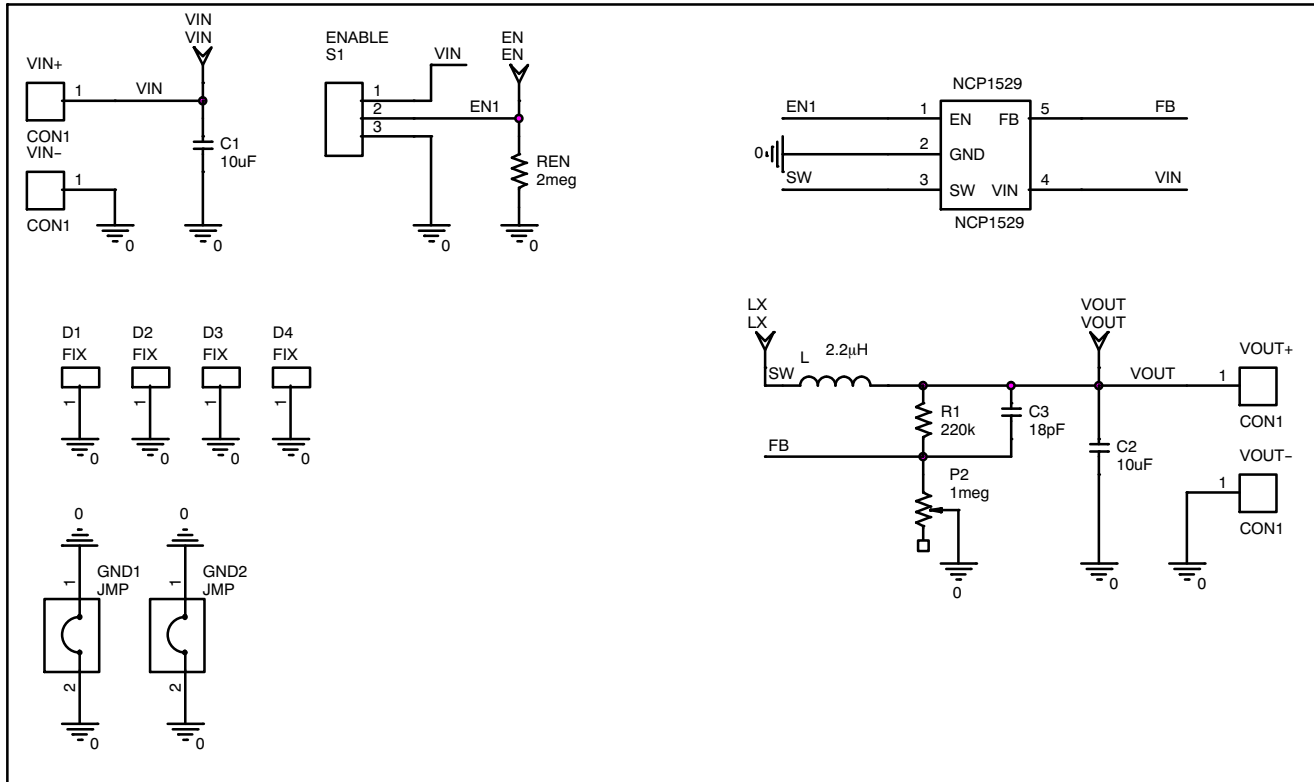 VIN
VIN
VIN+
1
VIN
CON1
VIN−
1
CON1
0
C1
10uF
0
ENABLE
S1
VIN
1
2
3
EN1
EN
EN
REN
2meg
0
0
NCP1529
EN1
1
EN
FB
5
FB
0
2
GND
SW
3
SW
VIN
4
VIN
NCP1529
D1
FIX
1
0
D2
FIX
1
0
D3
FIX
1
0
D4
FIX
1
0
LX
LX
SW
L
2.2μH
VOUT
VOUT
VOUT
1
VOUT+
CON1
R1
220k
C3
18pF
FB
C2
10uF
P2
1meg
VOUT−
1
CON1
0
0
0
0
1
GND1
JMP
2
0
0
1
GND2
JMP
2
0